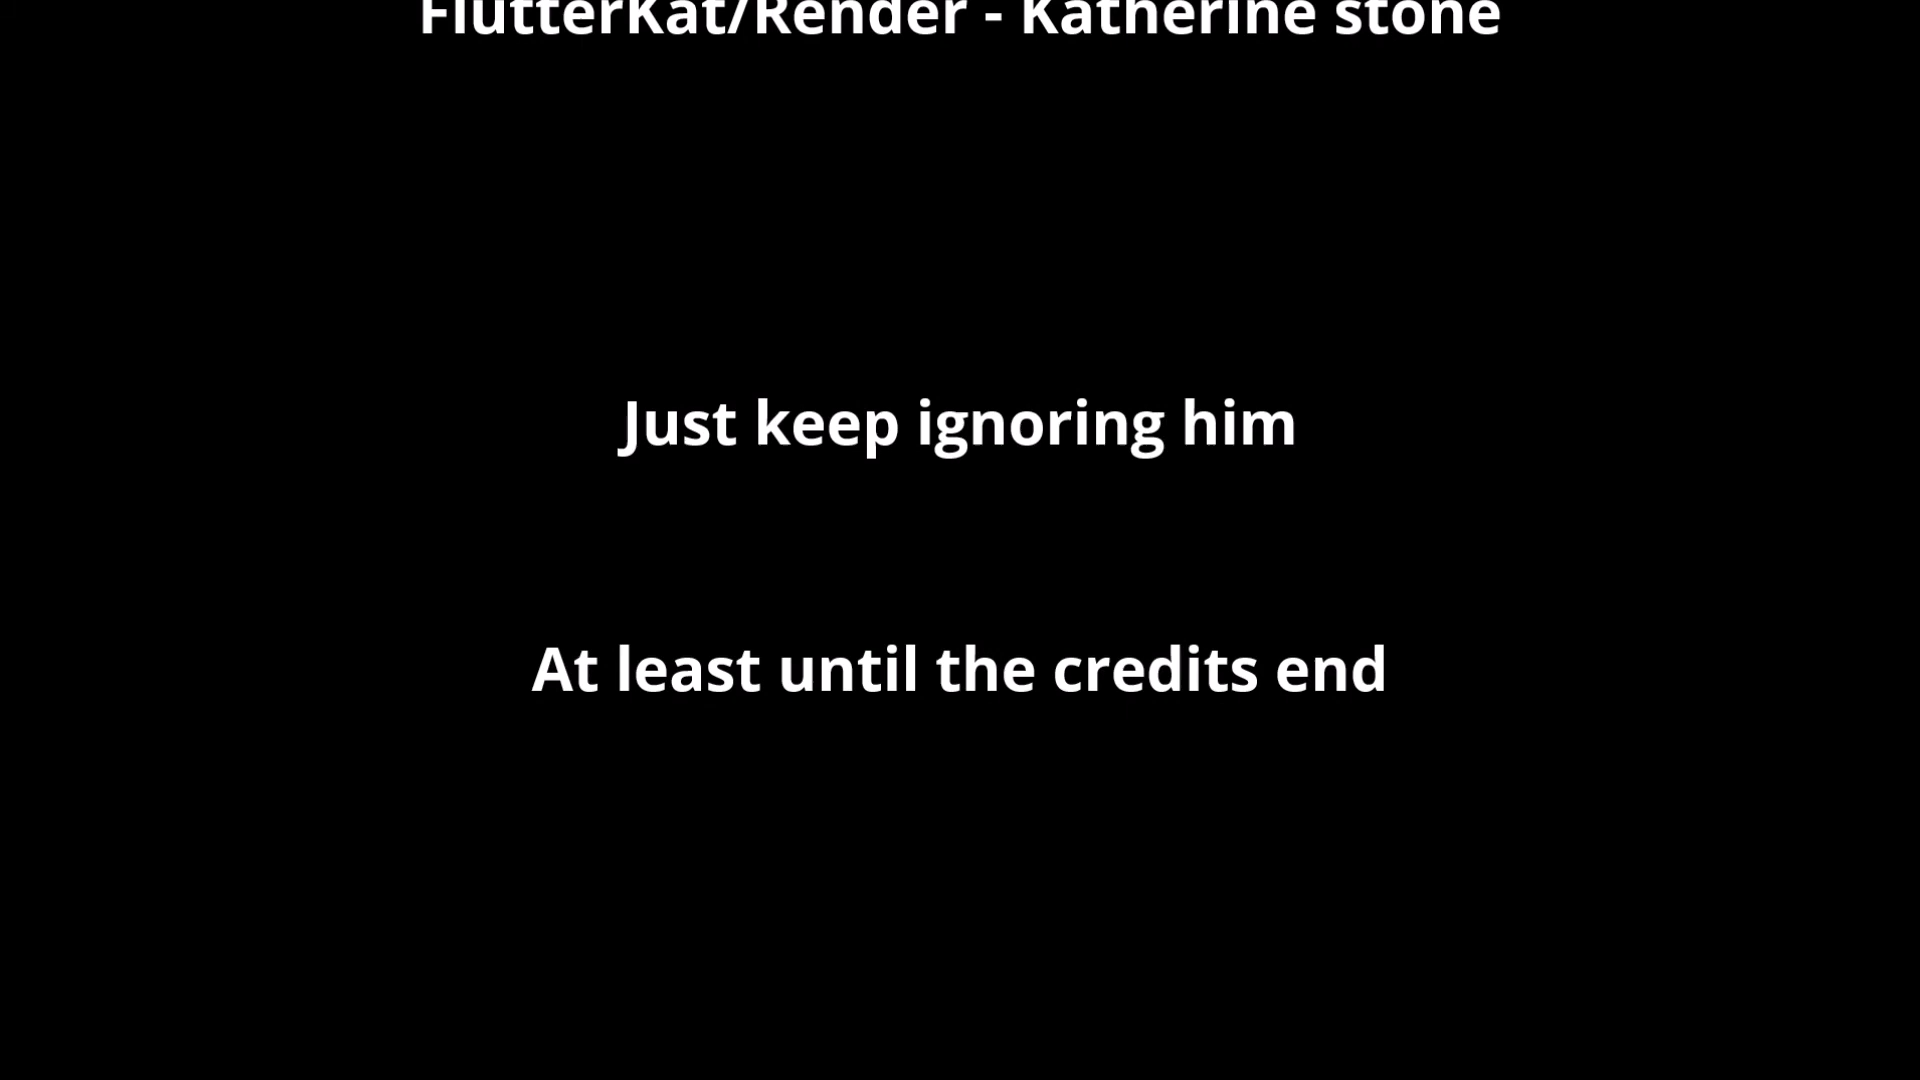 FlutterKat/Render - Katherine stone
Just keep ignoring him
At least until the credits end